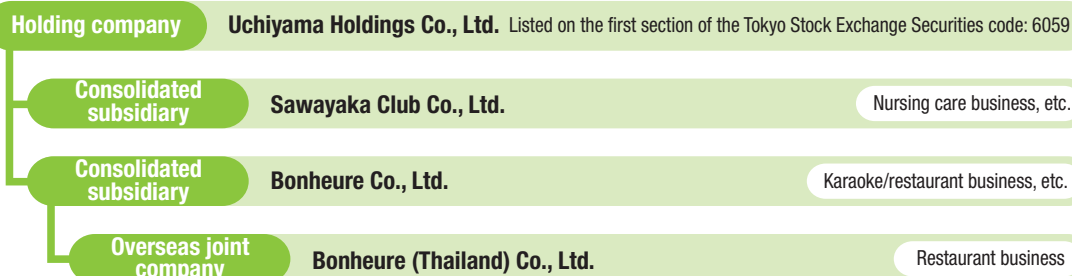 Holding company Uchiyama Holdings Co., Ltd. Listed on the first section of the Tokyo Stock Exchange Securities code: 6059
Consolidated
subsidiary
Sawayaka Club Co., Ltd. Nursing care business, etc.
Consolidated
subsidiary
Bonheure Co., Ltd. Karaoke/restaurant business, etc.
Overseas joint
company
Bonheure (Thailand) Co., Ltd. Restaurant business